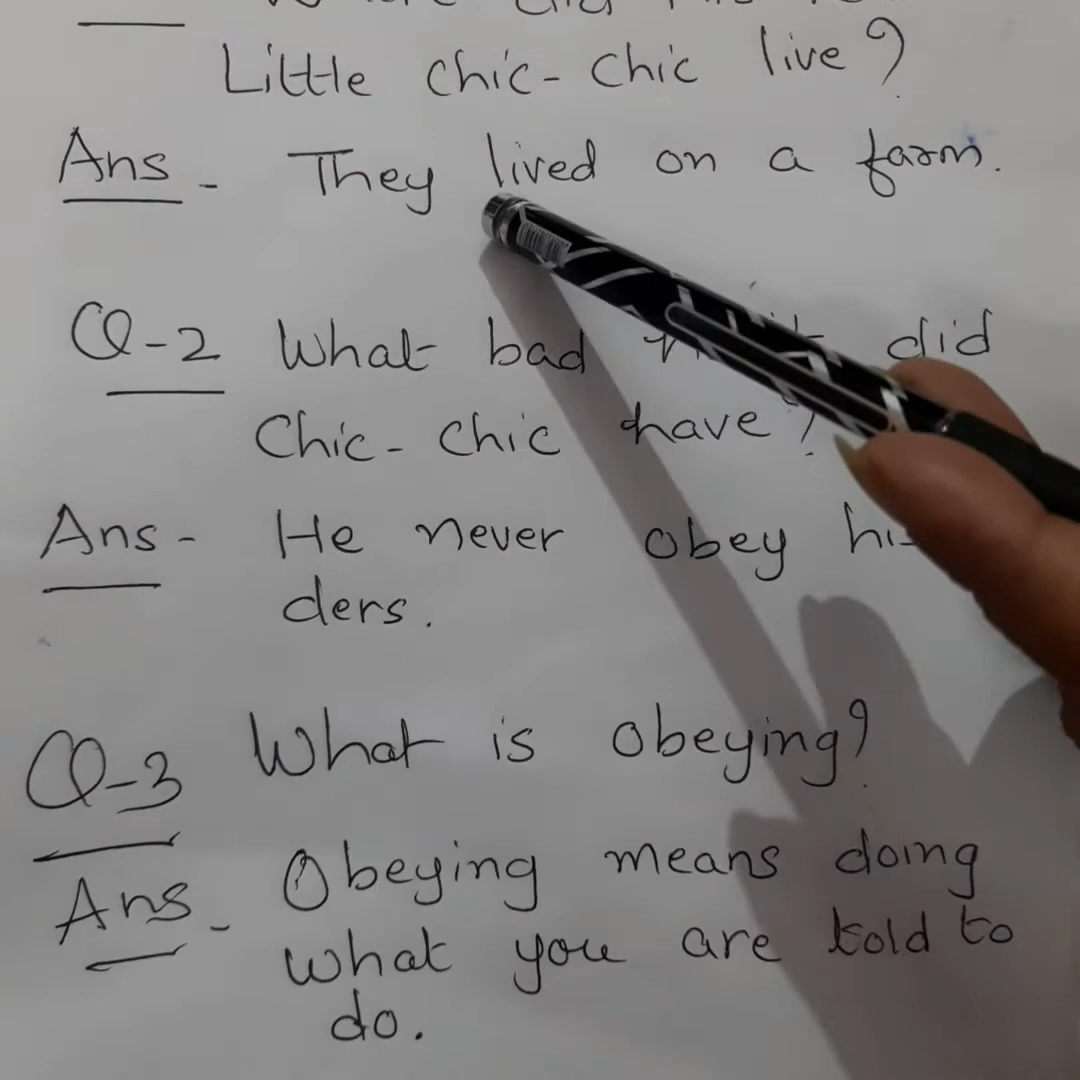 Little Chic-Chic live?
Ans - They lived on a farm.
Q-2 What bad did
Chic-Chic have?
Ans - He never obey
ders.
Q-3 What is obeying?
Ans - Obeying means doing
what you are told to
do.